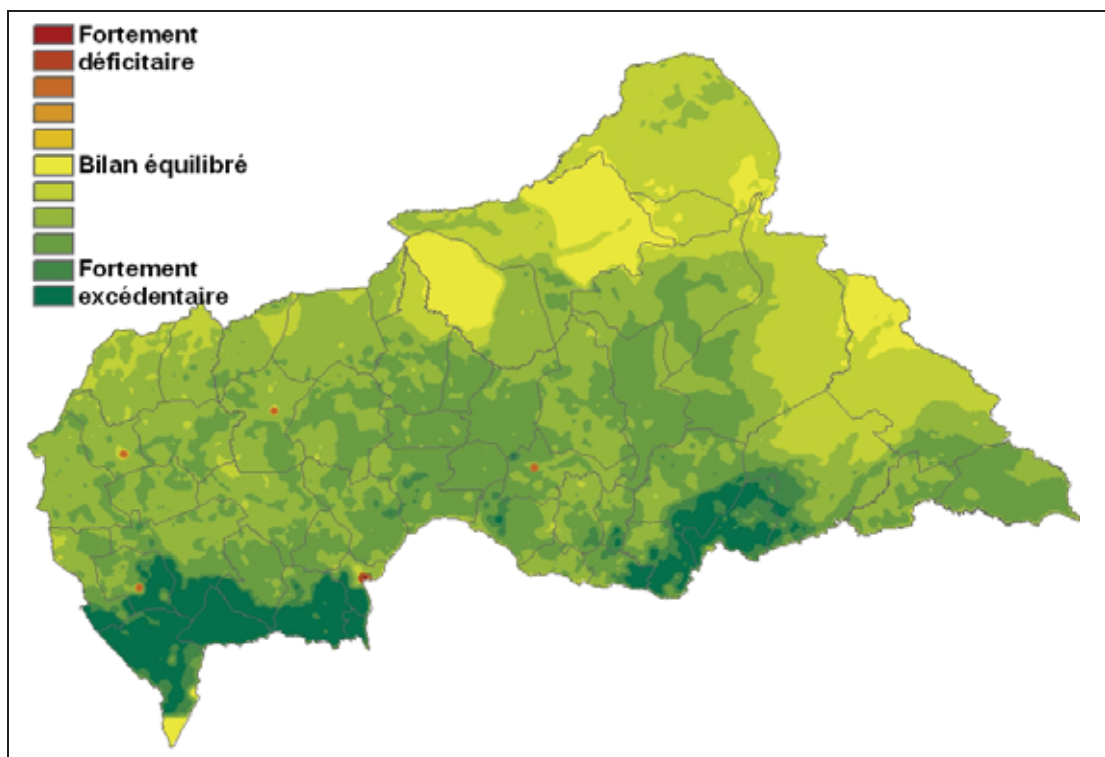 Fortement
déficitaire
Bilan équilibré
Fortement
excédentaire